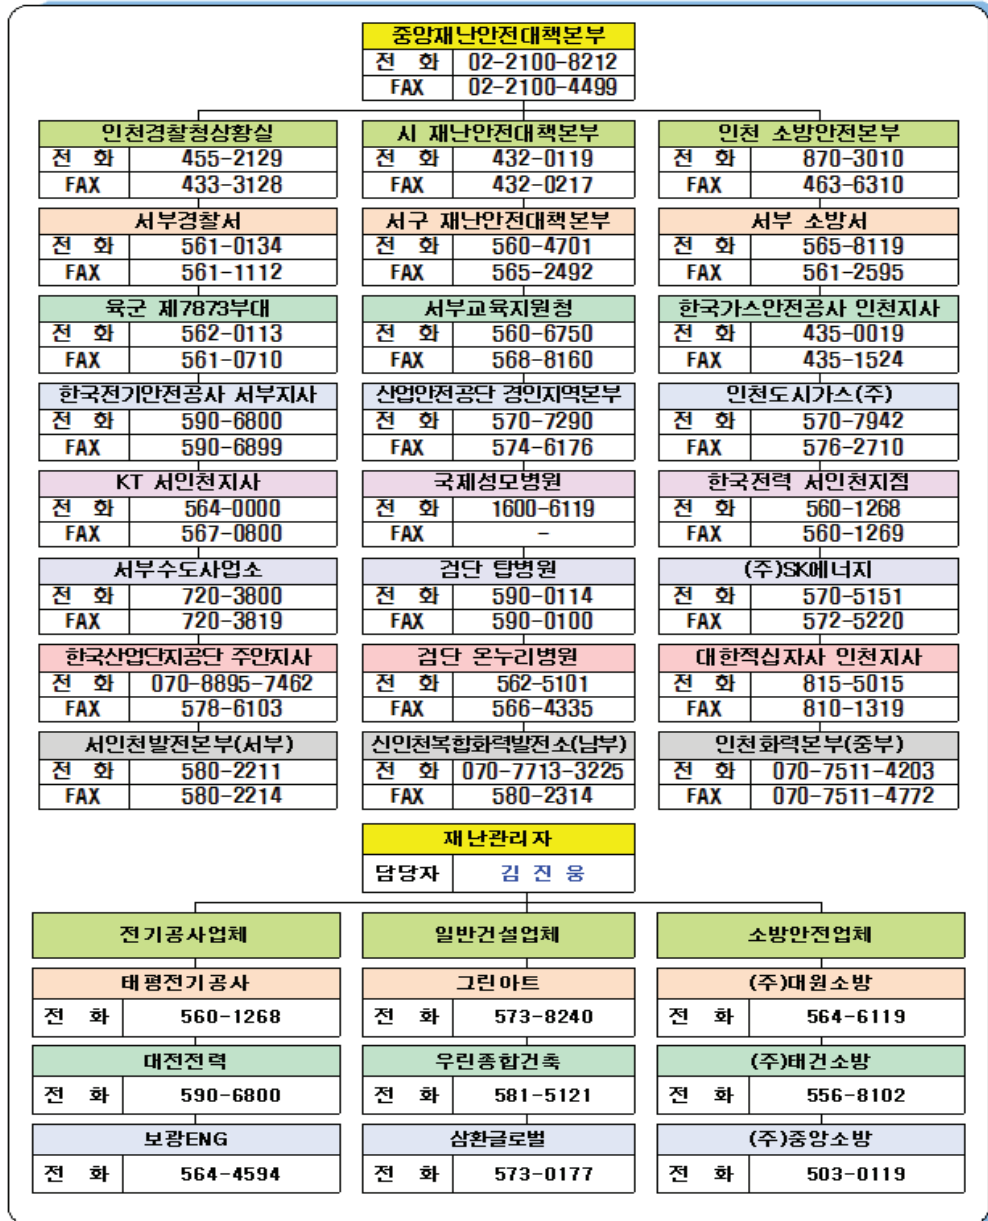 중앙재난안전대책본부
전 화 02-2100-8212
FAX 02-2100-4499
인천경찰청상황실 시 재난안전대책본부 인천 소방안전본부
전 화 455-2129 전 화 432-0119 전 화 870-3010
FAX 433-3128 FAX 432-0217 FAX 463-6310
서부경찰서 서구 재난안전대책본부 서부 소방서
전 화 561-0134 전 화 560-4701 전 화 565-8119
FAX 561-1112 FAX 565-2492 FAX 561-2595
육군 제7873부대 서부교육지원청 한국가스안전공사 인천지사
전 화 562-0113 전 화 560-6750 전 화 435-0019
FAX 561-0710 FAX 568-8160 FAX 435-1524
한국전기안전공사 서부지사 산업안전공단 경인지역본부 인천도시가스(주)
전 화 590-6800 전 화 570-7290 전 화 570-7942
FAX 590-6899 FAX 574-6176 FAX 576-2710
KT 서인천지사 국제성모병원 한국전력 서인천지점
전 화 564-0000 전 화 1600-6119 전 화 560-1268
FAX 567-0800 FAX - FAX 560-1269
서부수도사업소 검단 탑병원 (주)SK에너지
전 화 720-3800 전 화 590-0114 전 화 570-5151
FAX 720-3819 FAX 590-0100 FAX 572-5220
한국산업단지공단 주안지사 검단 온누리병원 대한적십자사 인천지사
전 화 070-8895-7462 전 화 562-5101 전 화 815-5015
FAX 578-6103 FAX 566-4335 FAX 810-1319
서인천발전본부(서부) 신인천복합화력발전소(남부) 인천화력본부(중부)
전 화 580-2211 전 화 070-7713-3225 전 화 070-7511-4203
FAX 580-2214 FAX 580-2314 FAX 070-7511-4772
재난관리자
담당자 김 진 웅
전기공사업체 일반건설업체 소방안전업체
태평전기공사 그린아트 (주)대원소방
전 화 560-1268 전 화 573-8240 전 화 564-6119
대전전력 우린종합건축 (주)태건소방
전 화 590-6800 전 화 581-5121 전 화 556-8102
보광ENG 삼환글로벌 (주)중앙소방
전 화 564-4594 전 화 573-0177 전 화 503-0119